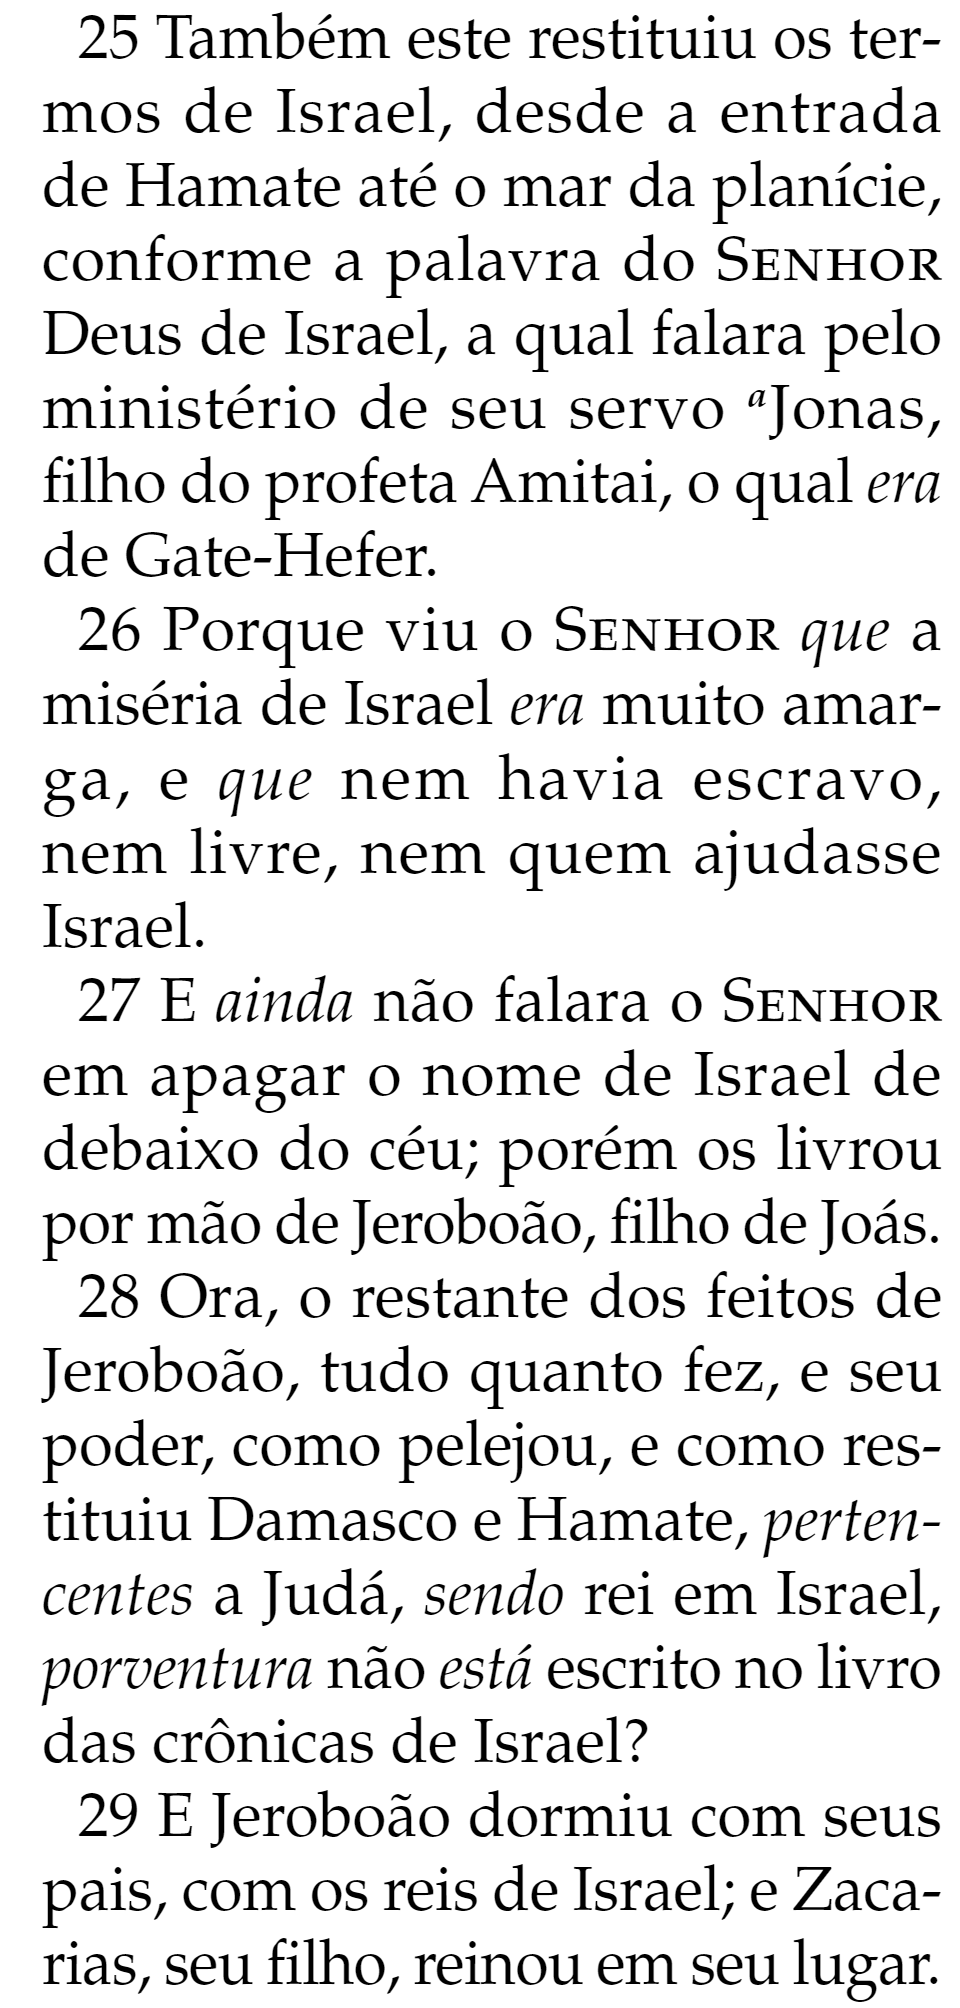 25 Também este restituiu os ter-
mos de Israel, desde a entrada
de Hamate até o mar da planície,
conforme a palavra do SENHOR
Deus de Israel, a qual falara pelo
ministério de seu servo ᵃJonas,
filho do profeta Amitai, o qual era
de Gate-Hefer.
26 Porque viu o SENHOR que a
miséria de Israel era muito amar-
ga, e que nem havia escravo,
nem livre, nem quem ajudasse
Israel.
27 E ainda não falara o SENHOR
em apagar o nome de Israel de
debaixo do céu; porém os livrou
por mão de Jeroboão, filho de Joás.
28 Ora, o restante dos feitos de
Jeroboão, tudo quanto fez, e seu
poder, como pelejou, e como res-
tituiu Damasco e Hamate, perten-
centes a Judá, sendo rei em Israel,
porventura não está escrito no livro
das crônicas de Israel?
29 E Jeroboão dormiu com seus
pais, com os reis de Israel; e Zaca-
rias, seu filho, reinou em seu lugar.